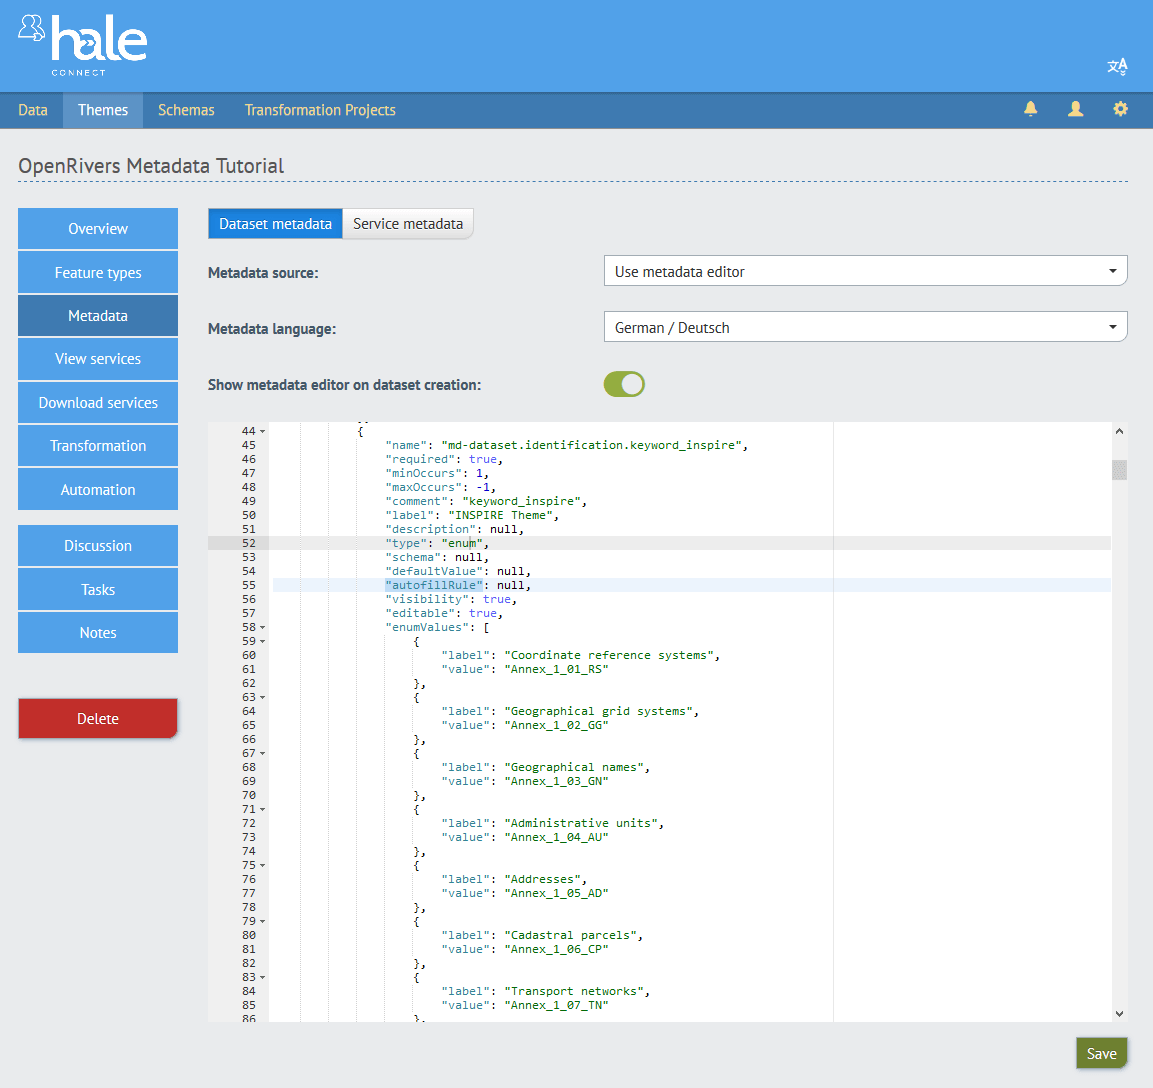 hale
CONNECT
Data
Themes
Schemas
Transformation Projects
OpenRivers Metadata Tutorial
Overview
Feature types
Metadata
View services
Download services
Transformation
Automation
Discussion
Tasks
Notes
Delete
Dataset metadata
Service metadata
Metadata source:
Use metadata editor
Metadata language:
German / Deutsch
Show metadata editor on dataset creation:
44 {
45 "name": "md-dataset.identification.keyword_inspire",
46 "required": true,
47 "minOccurs": 1,
48 "maxOccurs": -1,
49 "comment": "keyword_inspire",
50 "label": "INSPIRE Theme",
51 "description": null,
52 "type": "enum",
53 "schema": null,
54 "defaultValue": null,
55 "autofillRule": null,
56 "visibility": true,
57 "editable": true,
58 "enumValues": [
59 {
60 "label": "Coordinate reference systems",
61 "value": "Annex_1_01_RS"
62 },
63 {
64 "label": "Geographical grid systems",
65 "value": "Annex_1_02_GG"
66 },
67 {
68 "label": "Geographical names",
69 "value": "Annex_1_03_GN"
70 },
71 {
72 "label": "Administrative units",
73 "value": "Annex_1_04_AU"
74 },
75 {
76 "label": "Addresses",
77 "value": "Annex_1_05_AD"
78 },
79 {
80 "label": "Cadastral parcels",
81 "value": "Annex_1_06_CP"
82 },
83 {
84 "label": "Transport networks",
85 "value": "Annex_1_07_TN"
86 },
Save